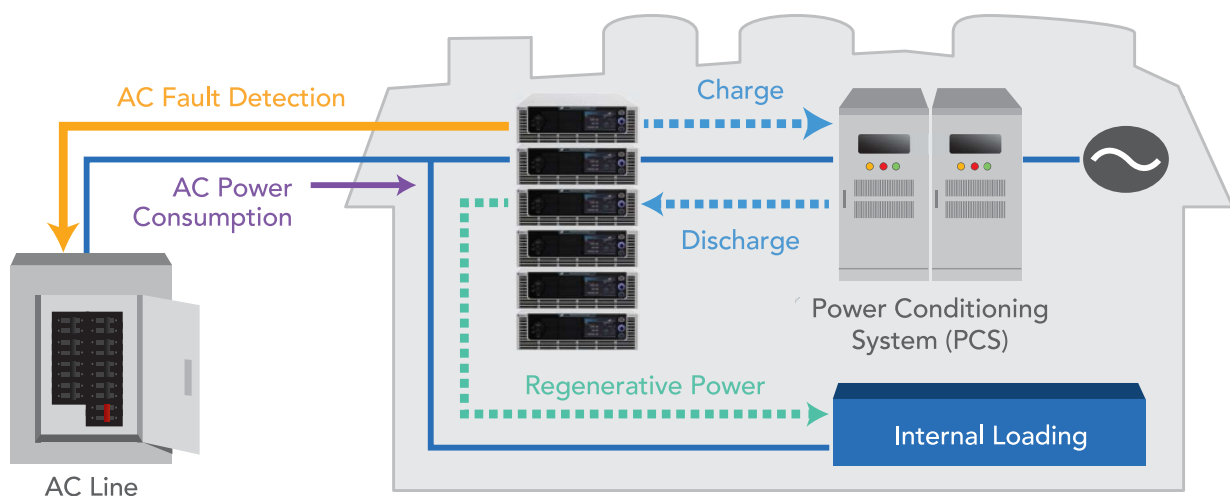 AC Fault Detection
Charge
AC Power
Consumption
Discharge
Power Conditioning
System (PCS)
Regenerative Power
Internal Loading
AC Line